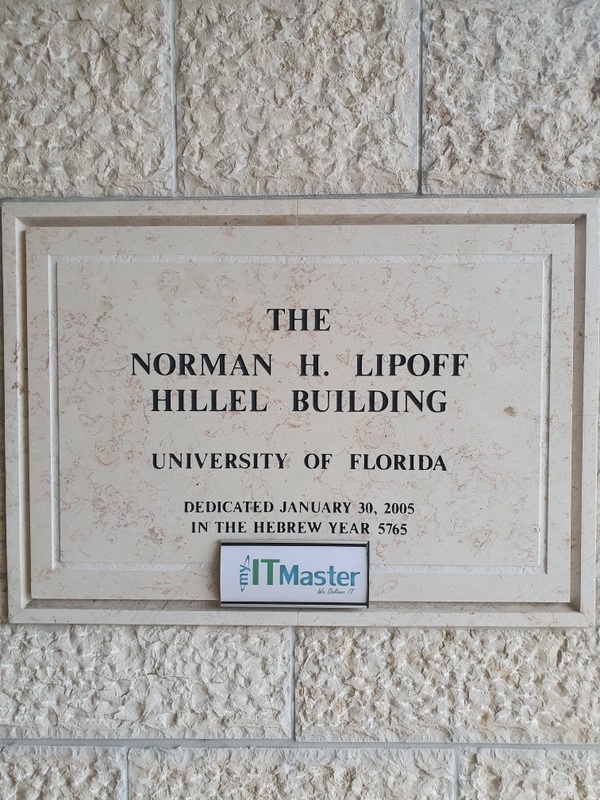 THE
NORMAN H. LIPOFF
HILLEL BUILDING
UNIVERSITY OF FLORIDA
DEDICATED JANUARY 30, 2005
IN THE HEBREW YEAR 5765
my ITMaster
We Deliver IT